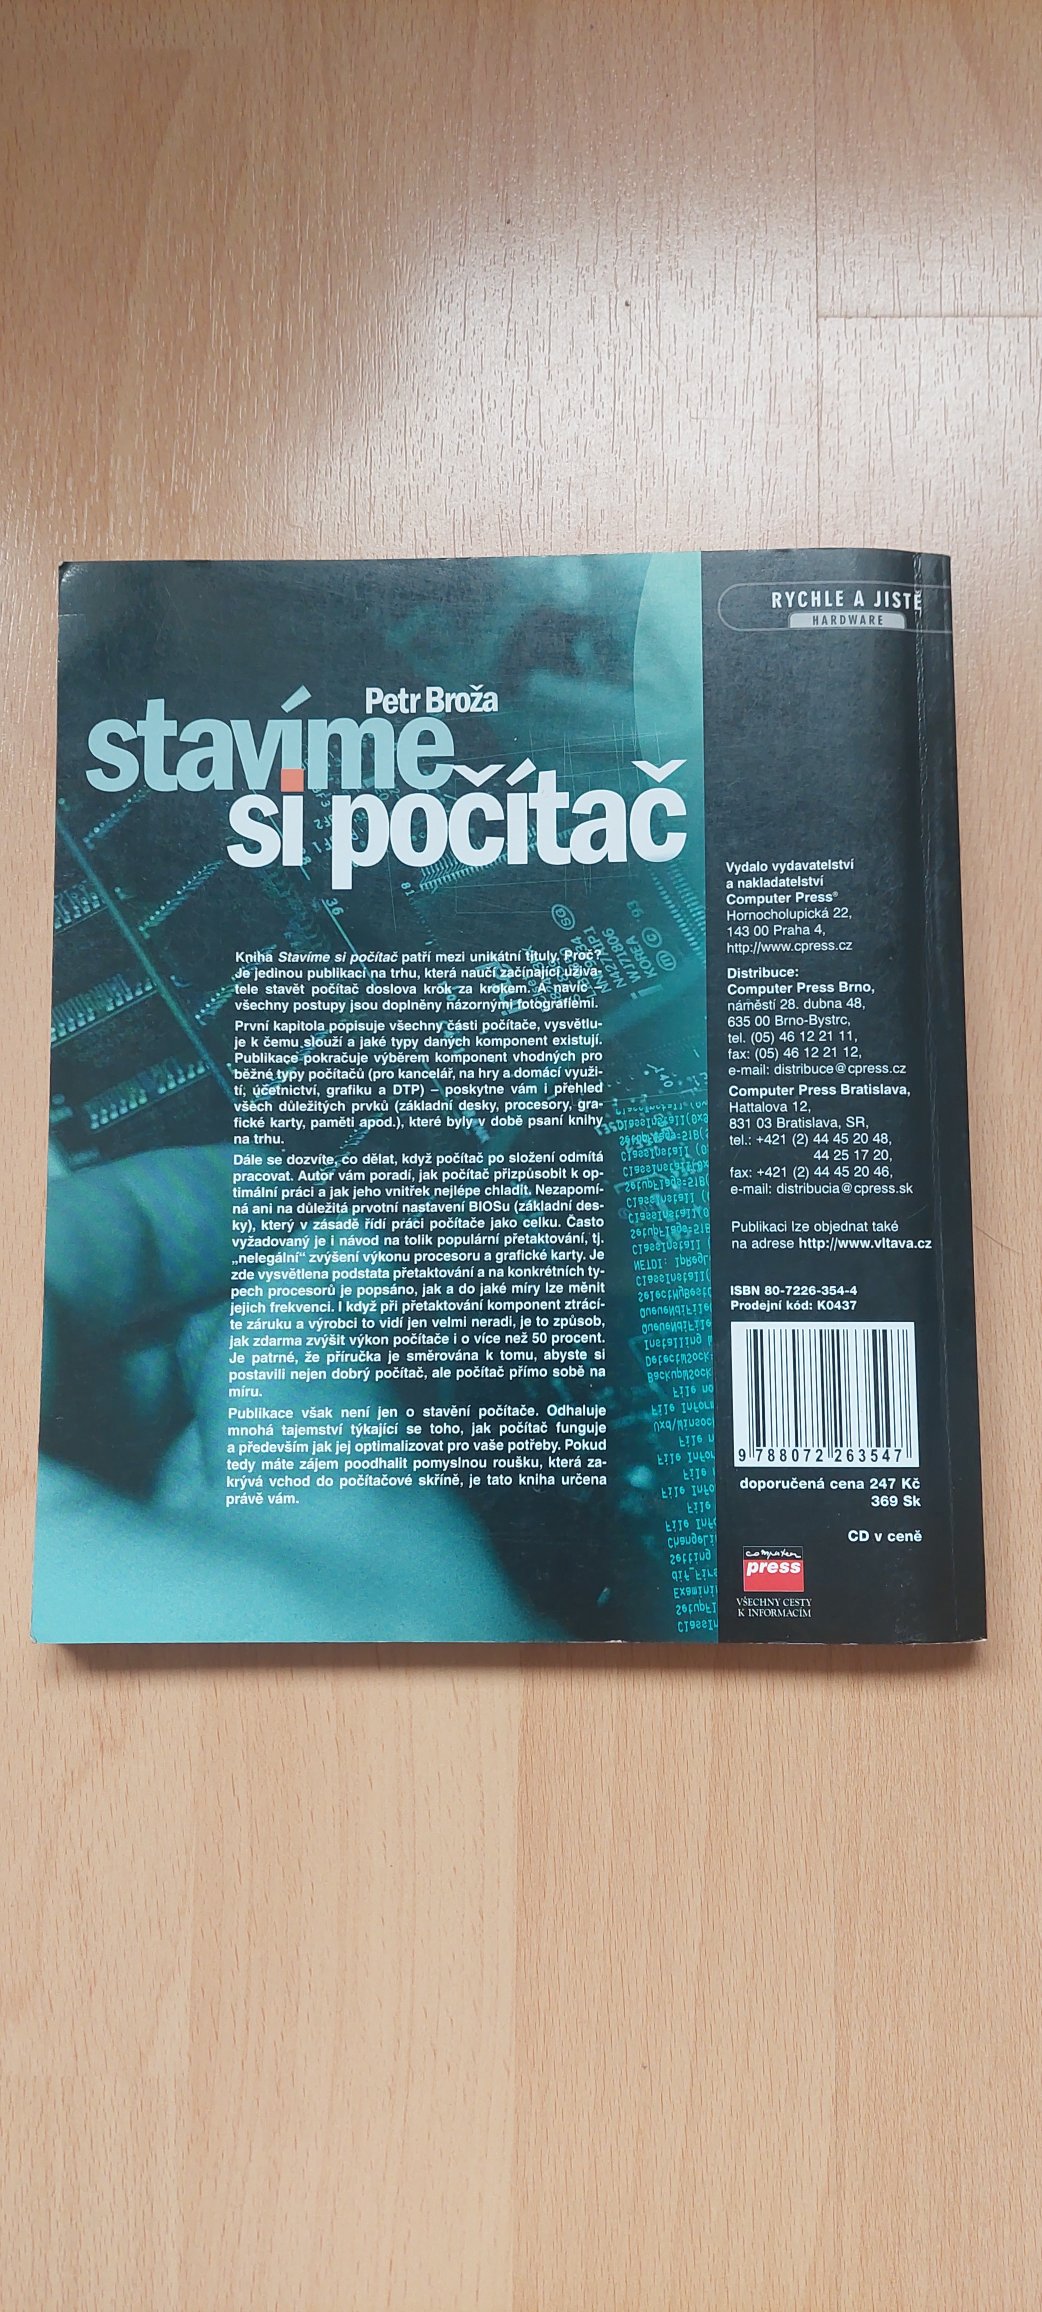 RYCHLE A JISTĚ
HARDWARE
Petr Broža
stavíme
si počítač
Kniha Stavíme si počítač patří mezi unikátní tituly. Proč?
Je jedinou publikací na trhu, která naučí začínající uživa-
tele stavět počítač doslova krok za krokem. A navíc –
všechny postupy jsou doplněny názornými fotografiemi.
První kapitola popisuje všechny části počítače, vysvětlu-
je k čemu slouží a jaké typy daných komponent existují.
Publikace pokračuje výběrem komponent vhodných pro
běžné typy počítačů (pro kancelář, na hry a domácí využi-
tí, účetnictví, grafiku a DTP) – poskytne vám i přehled
všech důležitých prvků (základní desky, procesory, gra-
fické karty, paměti apod.), které byly v době psaní knihy
na trhu.
Dále se dozvíte, co dělat, když počítač po složení odmítá
pracovat. Autor vám poradí, jak počítač přizpůsobit k op-
timální práci a jak jeho vnitřek nejlépe chladit. Nezapomí-
ná ani na důležitá prvotní nastavení BIOSu (základní des-
ky), který v zásadě řídí práci počítače jako celku. Často
vyžadovaný je i návod na tolik populární přetaktování, tj.
„nelegální“ zvýšení výkonu procesoru a grafické karty. Je
zde vysvětlena podstata přetaktování a na konkrétních ty-
pech procesorů je popsáno, jak a do jaké míry lze měnit
jejich frekvenci. I když při přetaktování komponent ztrácí-
te záruku a výrobci to vidí jen velmi neradi, je to způsob,
jak zdarma zvýšit výkon počítače i o více než 50 procent.
Je patrné, že příručka je směrována k tomu, abyste si
postavili nejen dobrý počítač, ale počítač přímo sobě na
míru.
Publikace však není jen o stavění počítače. Odhaluje
mnohá tajemství týkající se toho, jak počítač funguje
a především jak jej optimalizovat pro vaše potřeby. Pokud
tedy máte zájem poodhalit pomyslnou roušku, která za-
krývá vchod do počítačové skříně, je tato kniha určena
právě vám.
Vydalo vydavatelství
a nakladatelství
Computer Press®
Hornocholupická 22,
143 00 Praha 4,
http://www.cpress.cz
Distribuce:
Computer Press Brno,
náměstí 28. dubna 48,
635 00 Brno-Bystrc,
tel. (05) 46 12 21 11,
fax: (05) 46 12 21 12,
e-mail: distribuce@cpress.cz
Computer Press Bratislava,
Hattalova 12,
831 03 Bratislava, SR,
tel.: +421 (2) 44 45 20 48,
44 25 17 20,
fax: +421 (2) 44 45 20 46,
e-mail: distribucia@cpress.sk
Publikaci lze objednat také
na adrese http://www.vltava.cz
ISBN 80-7226-354-4
Prodejní kód: K0437
9 788072 263547
doporučená cena 247 Kč
369 Sk
CD v ceně
computer
press
VŠECHNY CESTY
K INFORMACÍM